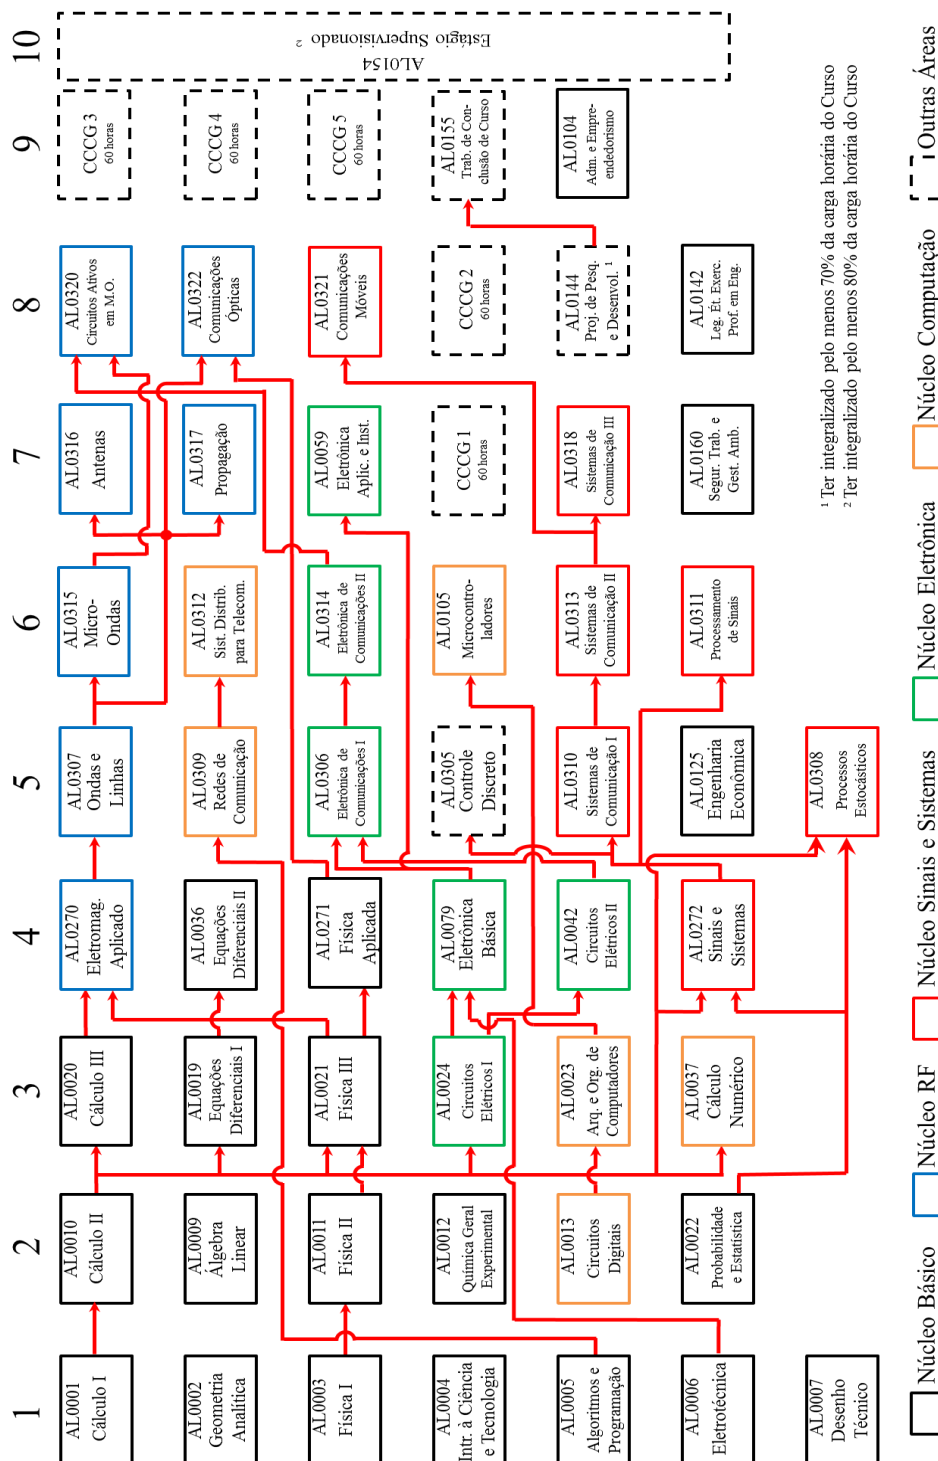 1
AL0001
Cálculo I
AL0002
Geometria
Analítica
AL0003
Física I
AL0004
Intr. à Ciência
e Tecnologia
AL0005
Algoritmos e
Programação
AL0006
Eletrotécnica
AL0007
Desenho
Técnico
2
AL0010
Cálculo II
AL0009
Álgebra
Linear
AL0011
Física II
AL0012
Química Geral
Experimental
AL0013
Circuitos
Digitais
AL0022
Probabilidade
e Estatística
3
AL0020
Cálculo III
AL0019
Equações
Diferenciais I
AL0021
Física III
AL0024
Circuitos
Elétricos I
AL0023
Arq. e Org. de
Computadores
AL0037
Cálculo
Numérico
4
AL0270
Eletromag.
Aplicado
AL0036
Equações
Diferenciais II
AL0271
Física
Aplicada
AL0079
Eletrônica
Básica
AL0042
Circuitos
Elétricos II
AL0272
Sinais e
Sistemas
5
AL0307
Ondas e
Linhas
AL0309
Redes de
Comunicação
AL0306
Eletrônica de
Comunicações I
AL0305
Controle
Discreto
AL0310
Sistemas de
Comunicação I
AL0125
Engenharia
Econômica
AL0308
Processos
Estocásticos
6
AL0315
Micro-
Ondas
AL0312
Sist. Distrib.
para Telecom.
AL0314
Eletrônica de
Comunicações II
AL0105
Microcontro-
ladores
AL0313
Sistemas de
Comunicação II
AL0311
Processamento
de Sinais
7
AL0316
Antenas
AL0317
Propagação
AL0059
Eletrônica
Aplic. e Inst.
CCCG 1
60 horas
AL0318
Sistemas de
Comunicação III
AL0160
Segur. Trab. e
Gest. Amb.
8
AL0320
Circuitos Ativos
em M.O.
AL0322
Comunicações
Ópticas
AL0321
Comunicações
Móveis
CCCG 2
60 horas
AL0144
Proj. de Pesq.
e Desenvol. ¹
AL0142
Leg. Ét. Exerc.
Prof. em Eng.
9
CCCG 3
60 horas
CCCG 4
60 horas
CCCG 5
60 horas
AL0155
Trab. de Con-
clusão de Curso
AL0104
Adm. e Empre-
endedorismo
10
AL0154
Estágio Supervisionado ²
¹ Ter integralizado pelo menos 70% da carga horária do Curso
² Ter integralizado pelo menos 80% da carga horária do Curso
Núcleo Básico
Núcleo RF
Núcleo Sinais e Sistemas
Núcleo Eletrônica
Núcleo Computação
Outras Áreas